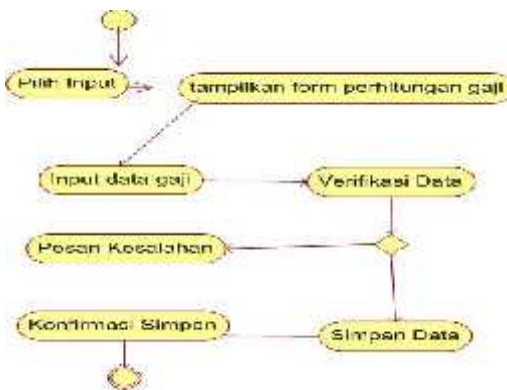 Pilih Input
tampilkan form perhitungan gaji
Input data gaji
Verifikasi Data
Pesan Kesalahan
Konfirmasi Simpan
Simpan Data